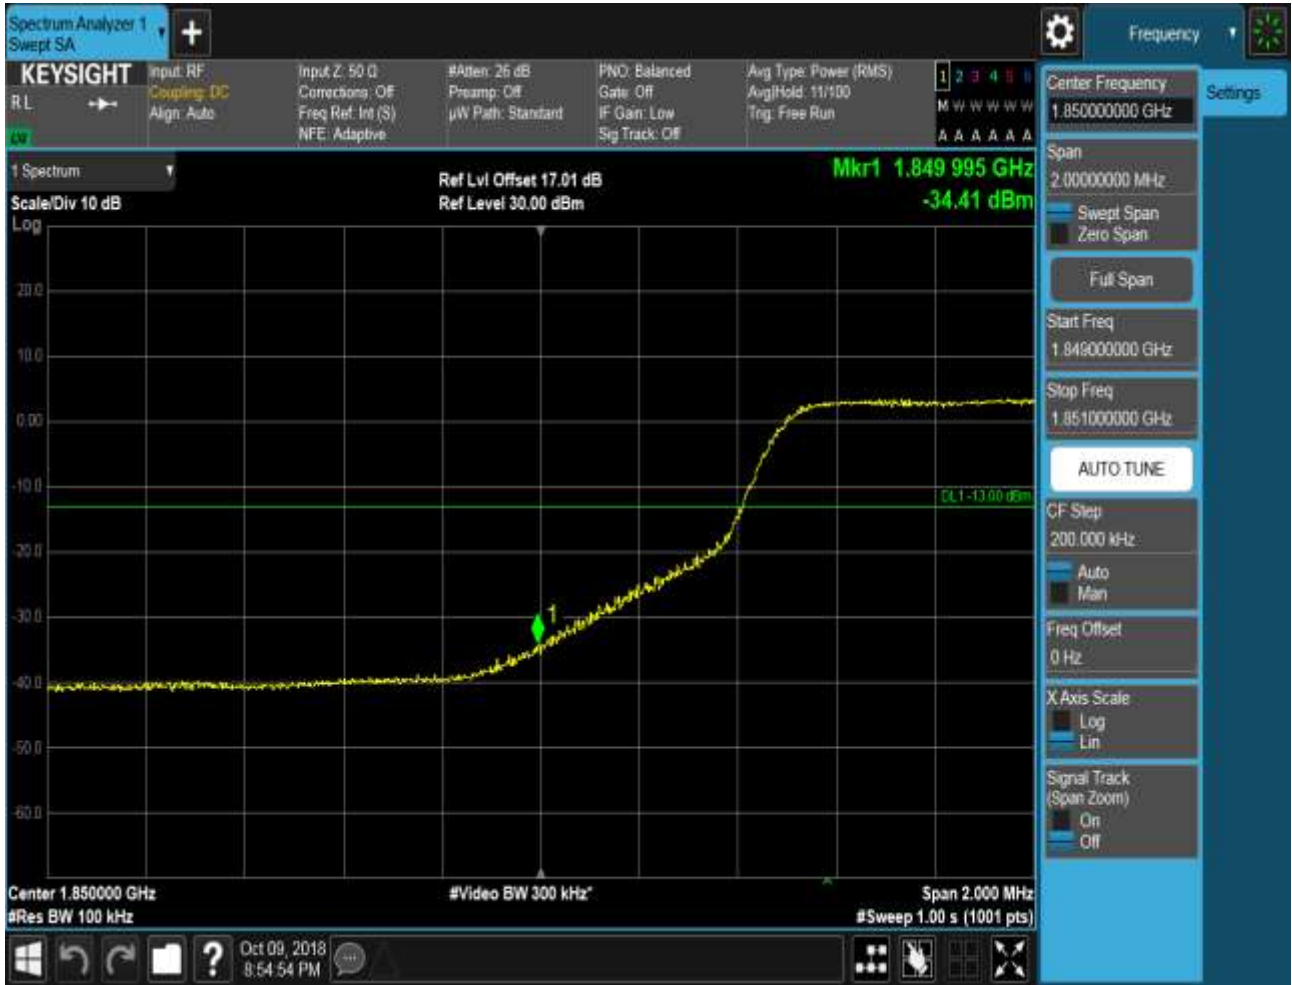 Spectrum Analyzer 1
Swept SA
+
Frequency
KEYSIGHT
R L
LW
Input: RF
Coupling: DC
Align: Auto
Input Z: 50 Ω
Corrections: Off
Freq Ref: Int (S)
NFE: Adaptive
#Atten: 26 dB
Preamp: Off
µW Path: Standard
PNO: Balanced
Gate: Off
IF Gain: Low
Sig Track: Off
Avg Type: Power (RMS)
Avg|Hold: 11/100
Trig: Free Run
1 2 3 4 5 6
M W W W W W
A A A A A A
1 Spectrum
Scale/Div 10 dB
Log
Ref Lvl Offset 17.01 dB
Ref Level 30.00 dBm
Mkr1 1.849 995 GHz
-34.41 dBm
20.0
10.0
0.00
-10.0
-20.0
-30.0
-40.0
-50.0
-60.0
DL1 -13.00 dBm
1
Center 1.850000 GHz
#Res BW 100 kHz
#Video BW 300 kHz*
Span 2.000 MHz
#Sweep 1.00 s (1001 pts)
Oct 09, 2018
8:54:54 PM
?
Center Frequency
1.850000000 GHz
Settings
Span
2.00000000 MHz
Swept Span
Zero Span
Full Span
Start Freq
1.849000000 GHz
Stop Freq
1.851000000 GHz
AUTO TUNE
CF Step
200.000 kHz
Auto
Man
Freq Offset
0 Hz
X Axis Scale
Log
Lin
Signal Track
(Span Zoom)
On
Off